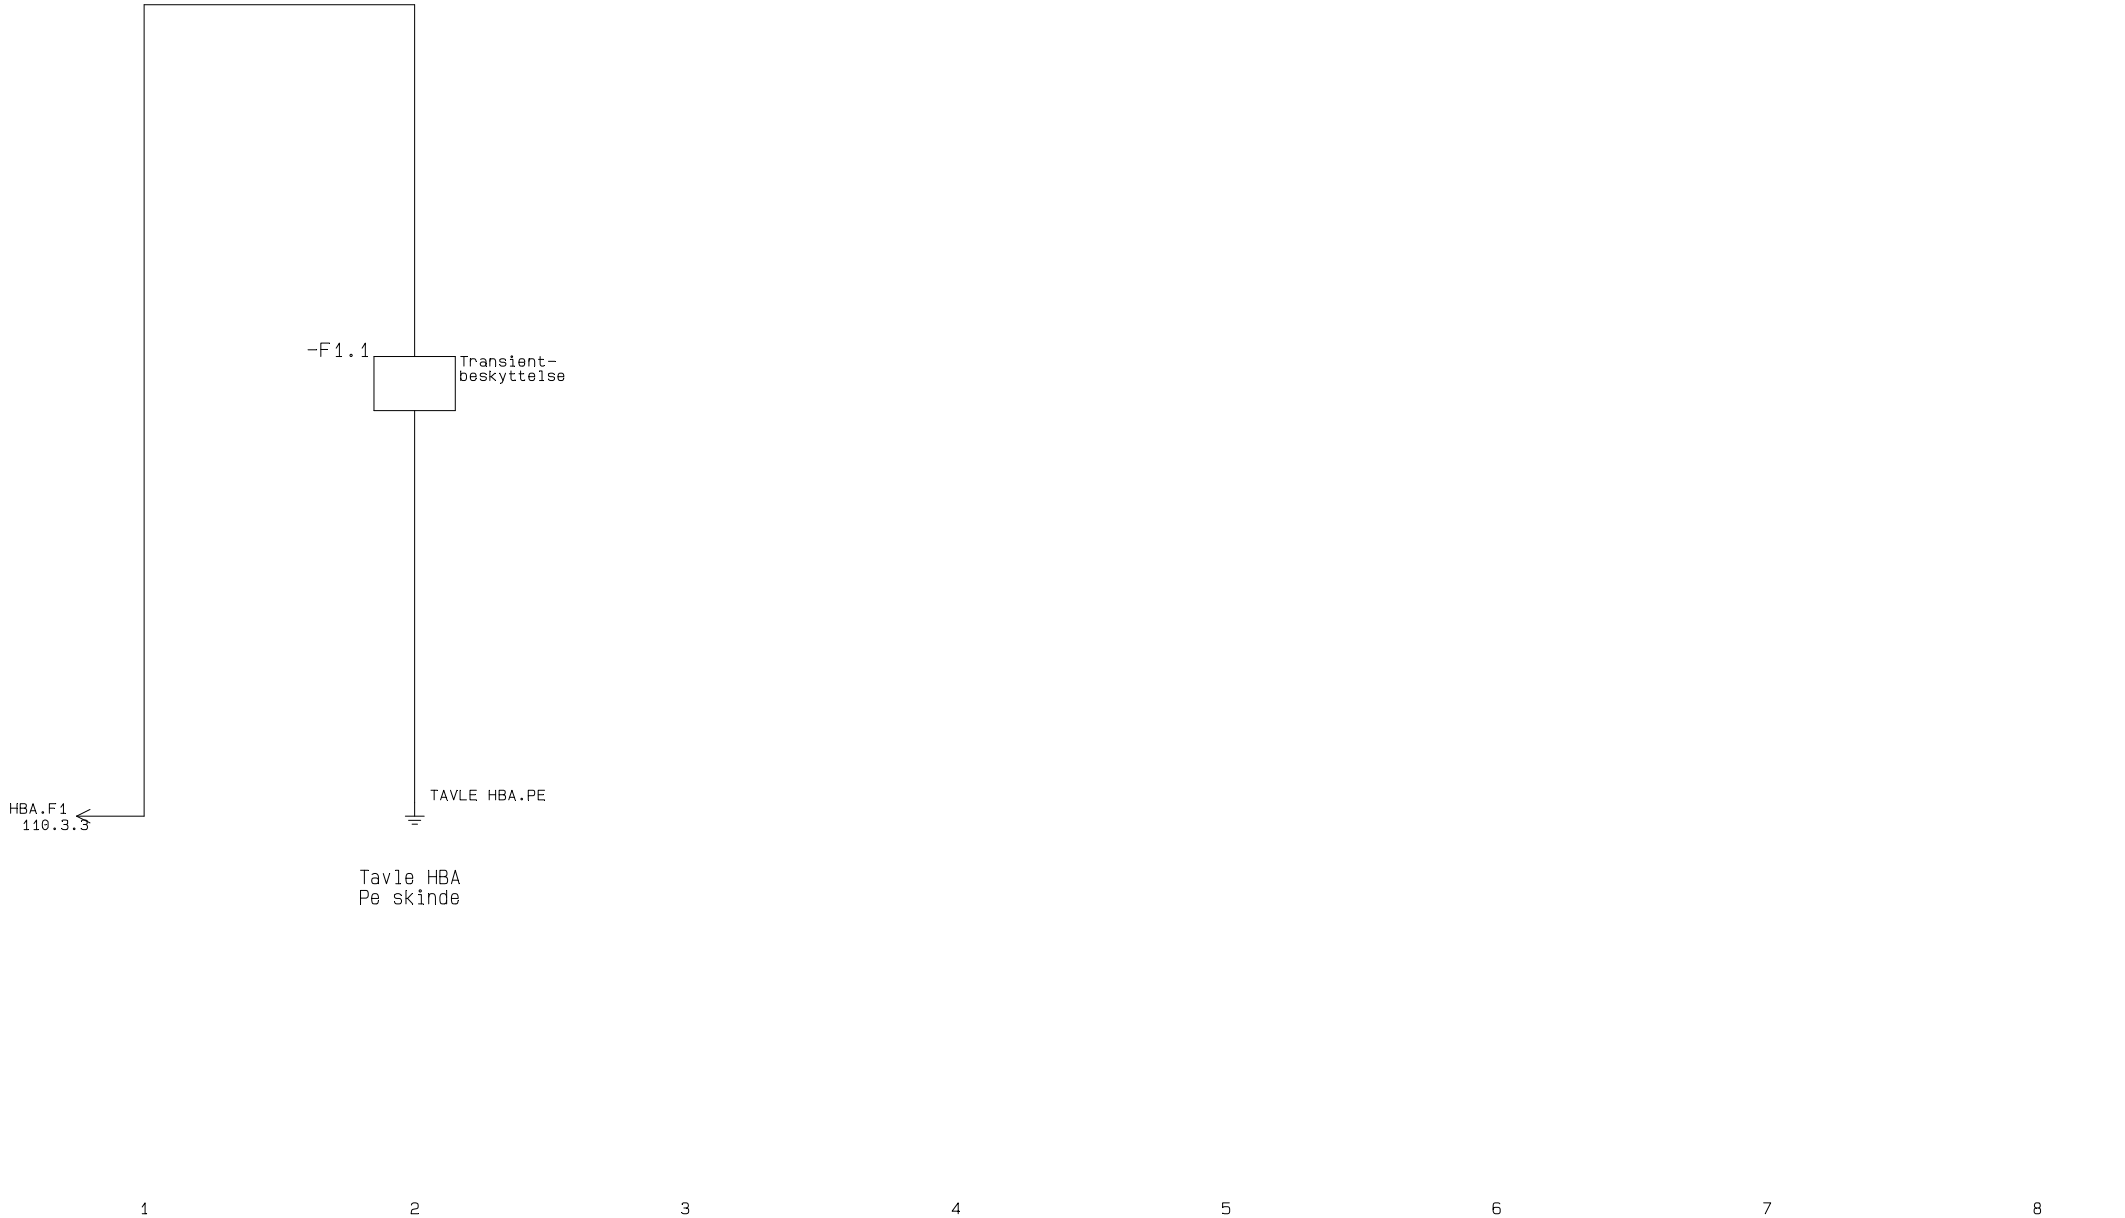 -F1.1
Transient-
beskyttelse
TAVLE HBA.PE
HBA.F1
110.3.3
Tavle HBA
Pe skinde
1 2 3 4 5 6 7 8